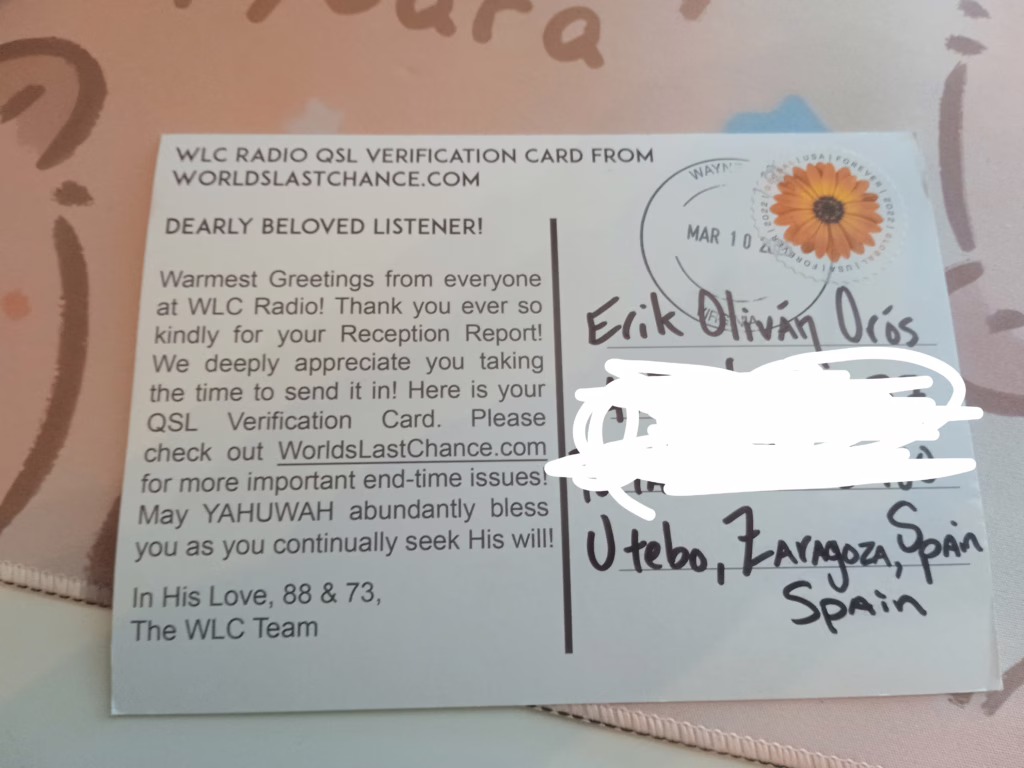 WLC RADIO QSL VERIFICATION CARD FROM
WORLDSLASTCHANCE.COM
DEARLY BELOVED LISTENER!
Warmest Greetings from everyone
at WLC Radio! Thank you ever so
kindly for your Reception Report!
We deeply appreciate you taking
the time to send it in! Here is your
QSL Verification Card. Please
check out WorldsLastChance.com
for more important end-time issues!
May YAHUWAH abundantly bless
you as you continually seek His will!
In His Love, 88 & 73,
The WLC Team
MAR 10
GLOBAL | USA | FOREVER | 2022
Erik Oliván Orós
Utebo, Zaragoza, Spain
Spain